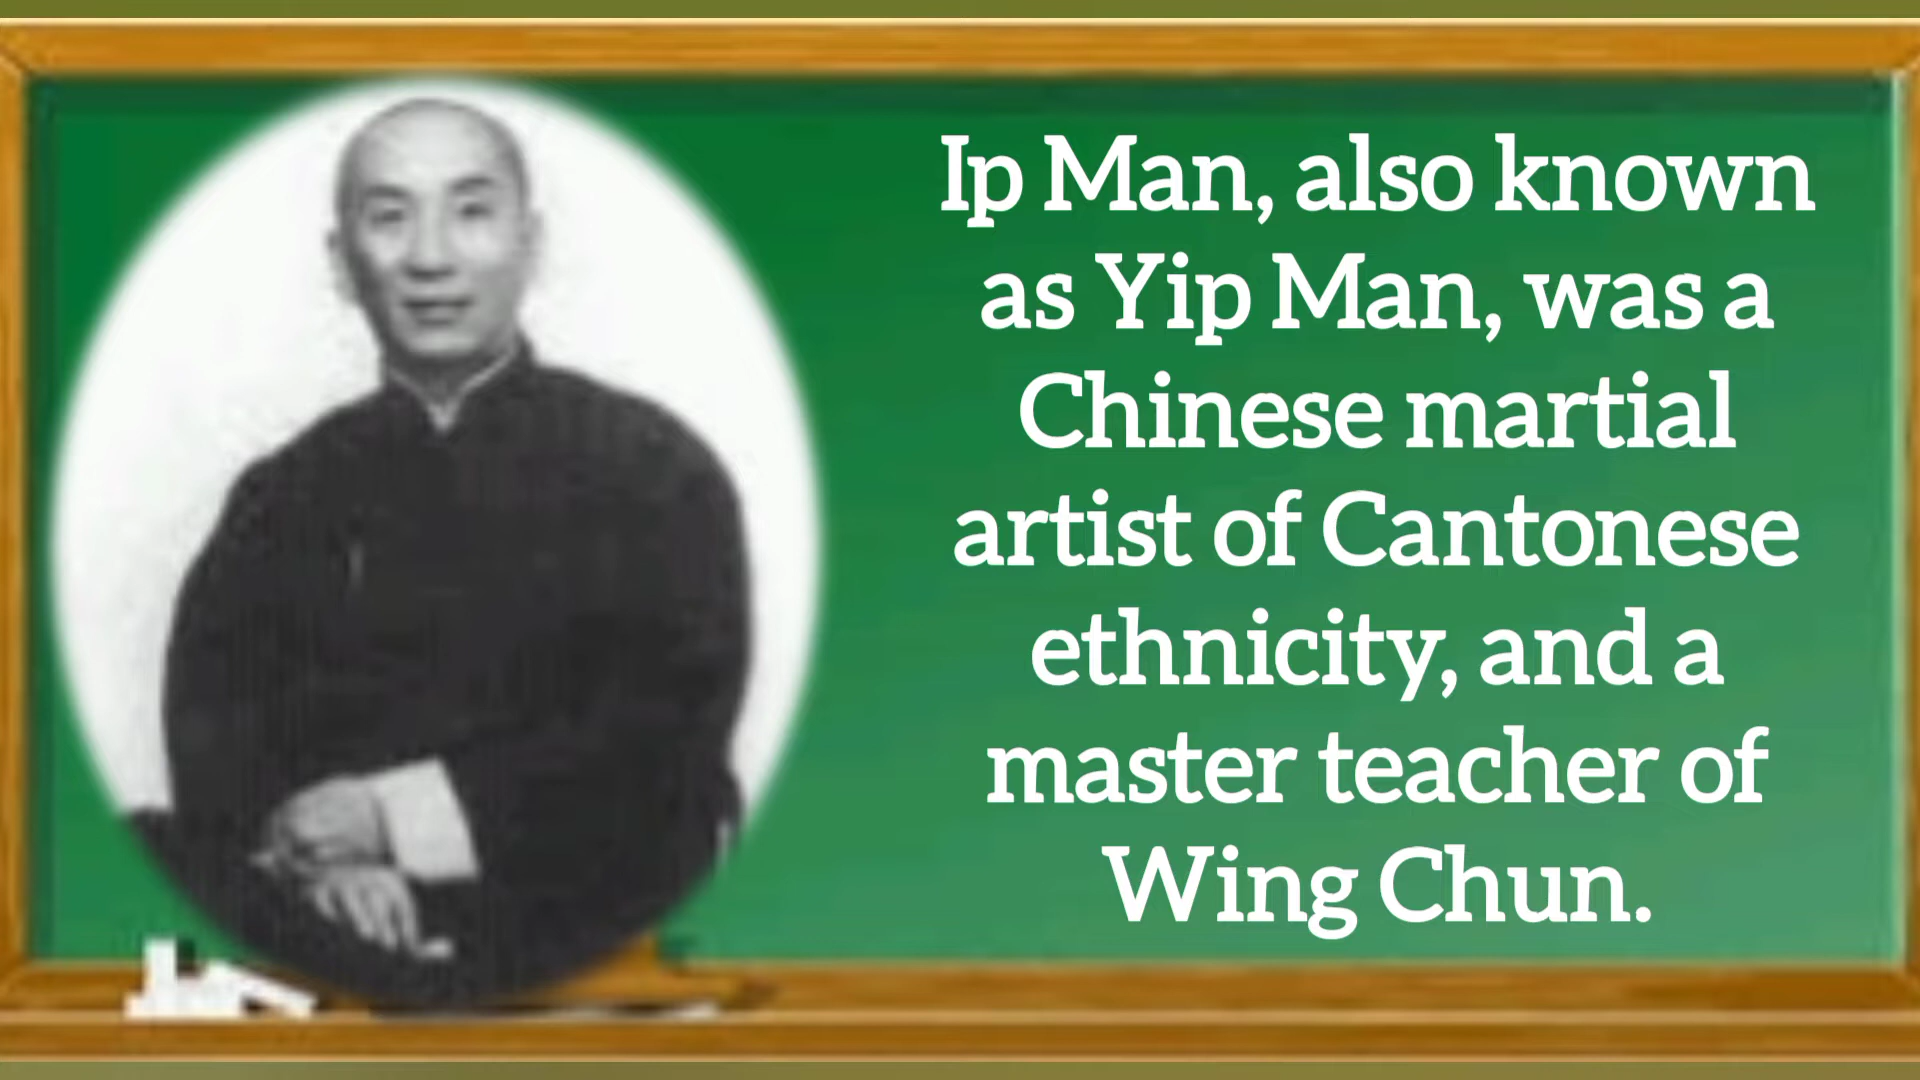 Ip Man, also known
as Yip Man, was a
Chinese martial
artist of Cantonese
ethnicity, and a
master teacher of
Wing Chun.